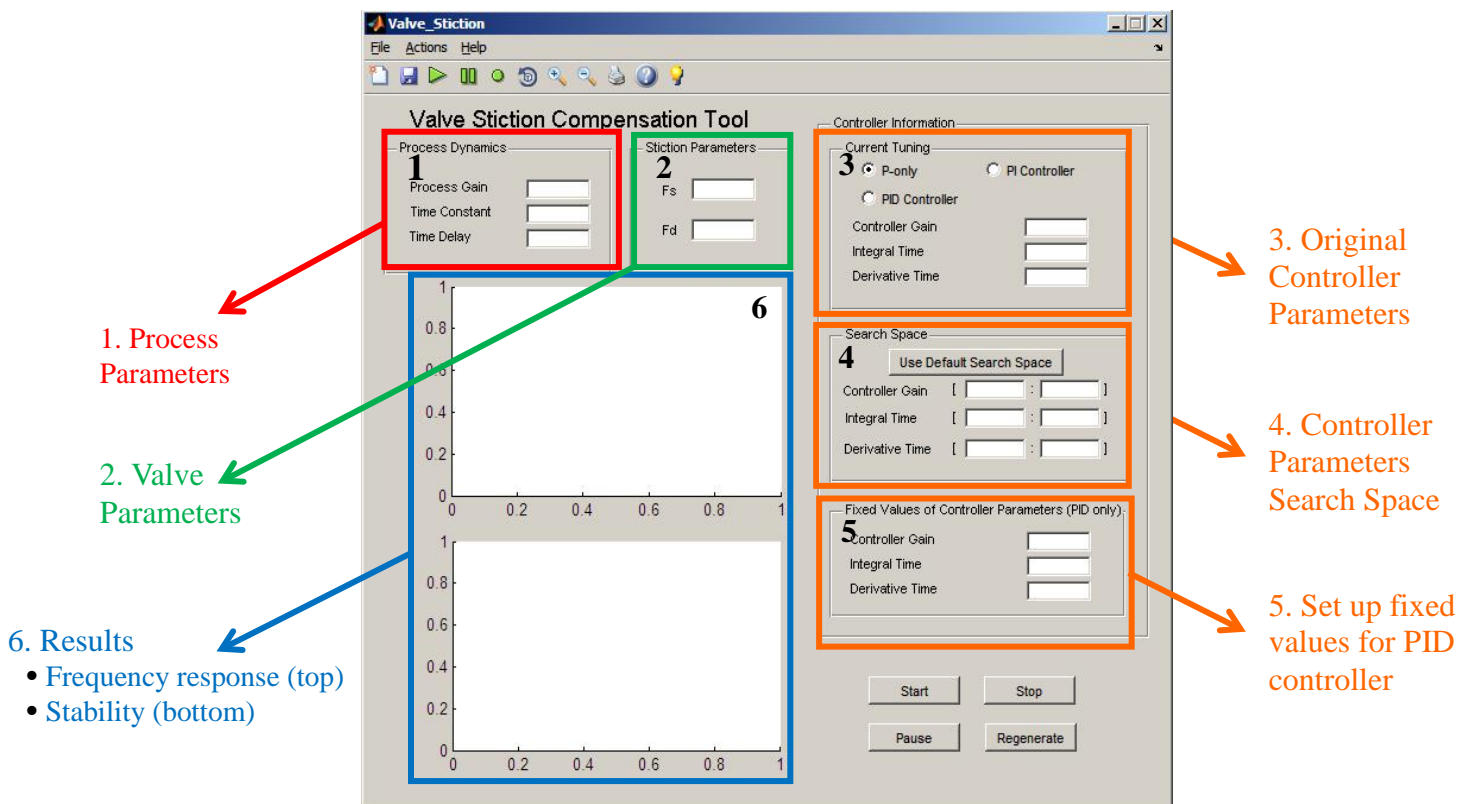 Valve_Stiction
File Actions Help
Valve Stiction Compensation Tool
Process Dynamics
1
Process Gain
Time Constant
Time Delay
Stiction Parameters
2
Fs
Fd
Controller Information
Current Tuning
3
P-only
PI Controller
PID Controller
Controller Gain
Integral Time
Derivative Time
Search Space
4
Use Default Search Space
Controller Gain [ : ]
Integral Time [ : ]
Derivative Time [ : ]
Fixed Values of Controller Parameters (PID only)
5
Controller Gain
Integral Time
Derivative Time
Start
Stop
Pause
Regenerate
6
1
0.8
0.6
0.4
0.2
0
0 0.2 0.4 0.6 0.8 1
1
0.8
0.6
0.4
0.2
0
0 0.2 0.4 0.6 0.8 1
1. Process
Parameters
2. Valve
Parameters
6. Results
• Frequency response (top)
• Stability (bottom)
3. Original
Controller
Parameters
4. Controller
Parameters
Search Space
5. Set up fixed
values for PID
controller